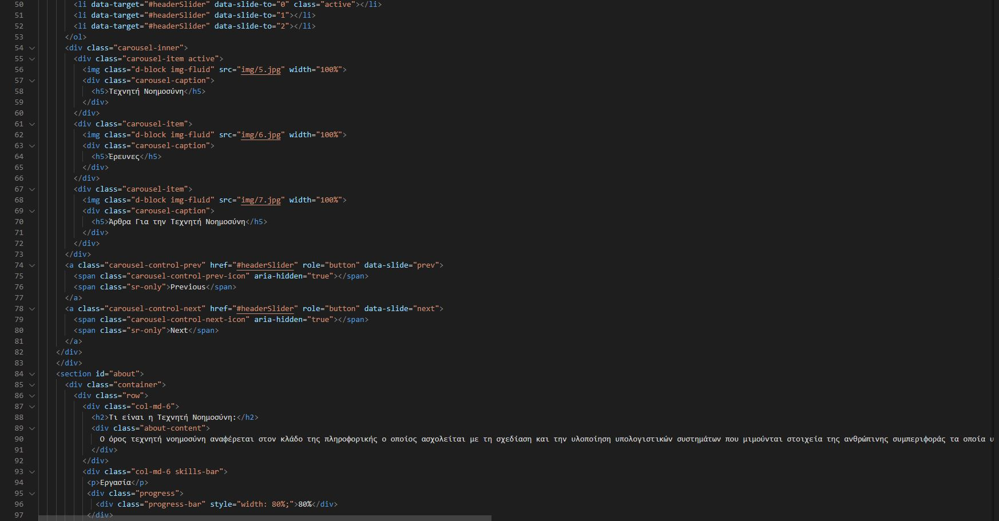 50 <li data-target="#headerSlider" data-slide-to="0" class="active"></li>
51 <li data-target="#headerSlider" data-slide-to="1"></li>
52 <li data-target="#headerSlider" data-slide-to="2"></li>
53 </ol>
54 <div class="carousel-inner">
55 <div class="carousel-item active">
56 <img class="d-block img-fluid" src="img/5.jpg" width="100%">
57 <div class="carousel-caption">
58 <h5>Τεχνητή Νοημοσύνη</h5>
59 </div>
60 </div>
61 <div class="carousel-item">
62 <img class="d-block img-fluid" src="img/6.jpg" width="100%">
63 <div class="carousel-caption">
64 <h5>Έρευνες</h5>
65 </div>
66 </div>
67 <div class="carousel-item">
68 <img class="d-block img-fluid" src="img/7.jpg" width="100%">
69 <div class="carousel-caption">
70 <h5>Άρθρα Για την Τεχνητή Νοημοσύνη</h5>
71 </div>
72 </div>
73 </div>
74 <a class="carousel-control-prev" href="#headerSlider" role="button" data-slide="prev">
75 <span class="carousel-control-prev-icon" aria-hidden="true"></span>
76 <span class="sr-only">Previous</span>
77 </a>
78 <a class="carousel-control-next" href="#headerSlider" role="button" data-slide="next">
79 <span class="carousel-control-next-icon" aria-hidden="true"></span>
80 <span class="sr-only">Next</span>
81 </a>
82 </div>
83 </div>
84 <section id="about">
85 <div class="container">
86 <div class="row">
87 <div class="col-md-6">
88 <h2>Τι είναι η Τεχνητή Νοημοσύνη:</h2>
89 <div class="about-content">
90 Ο όρος τεχνητή νοημοσύνη αναφέρεται στον κλάδο της πληροφορικής ο οποίος ασχολείται με τη σχεδίαση και την υλοποίηση υπολογιστικών συστημάτων που μιμούνται στοιχεία της ανθρώπινης συμπεριφοράς τα οποία υ
91 </div>
92 </div>
93 <div class="col-md-6 skills-bar">
94 <p>Εργασία</p>
95 <div class="progress">
96 <div class="progress-bar" style="width: 80%;">80%</div>
97 </div>